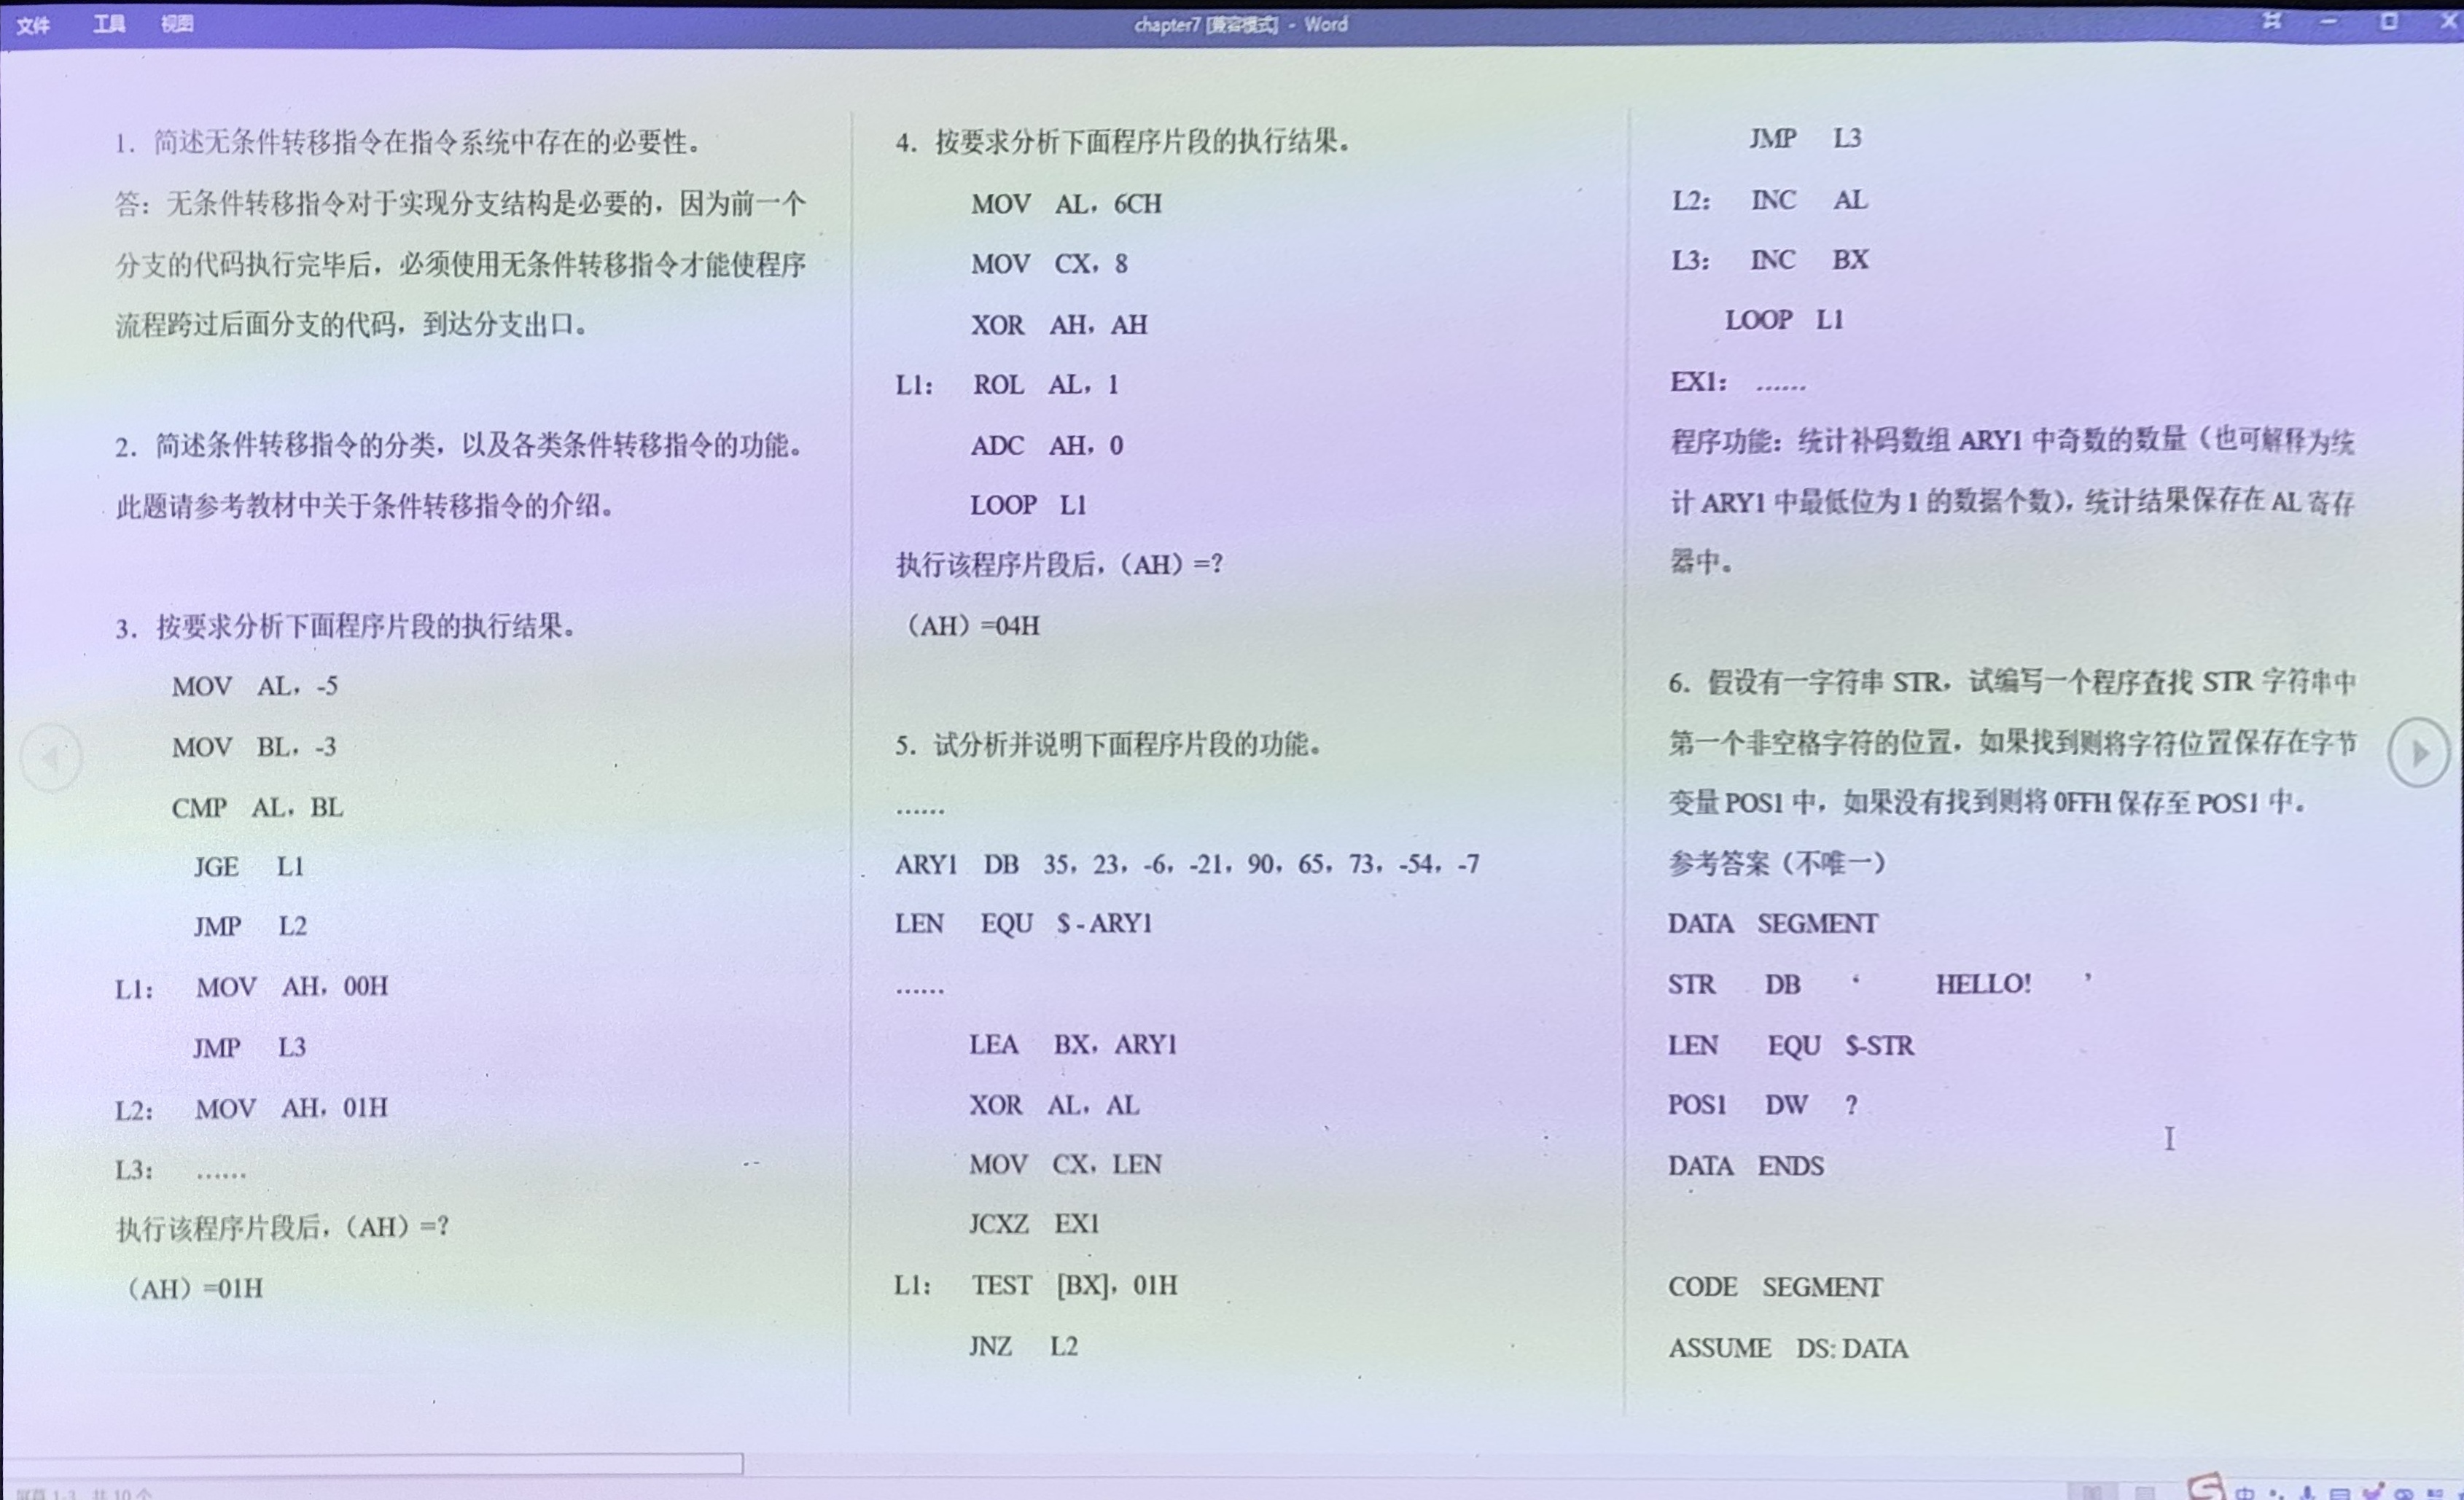 文件 工具 视图
chapter7 [兼容模式] - Word
1. 简述无条件转移指令在指令系统中存在的必要性。
答：无条件转移指令对于实现分支结构是必要的，因为前一个
分支的代码执行完毕后，必须使用无条件转移指令才能使程序
流程跨过后面分支的代码，到达分支出口。
2. 简述条件转移指令的分类，以及各类条件转移指令的功能。
此题请参考教材中关于条件转移指令的介绍。
3. 按要求分析下面程序片段的执行结果。
MOV AL，-5
MOV BL，-3
CMP AL，BL
JGE L1
JMP L2
L1： MOV AH，00H
JMP L3
L2： MOV AH，01H
L3： ......
执行该程序片段后，（AH）=?
（AH）=01H
4. 按要求分析下面程序片段的执行结果。
MOV AL，6CH
MOV CX，8
XOR AH，AH
L1： ROL AL，1
ADC AH，0
LOOP L1
执行该程序片段后，（AH）=?
（AH）=04H
5. 试分析并说明下面程序片段的功能。
......
ARY1 DB 35，23，-6，-21，90，65，73，-54，-7
LEN EQU $-ARY1
......
LEA BX，ARY1
XOR AL，AL
MOV CX，LEN
JCXZ EX1
L1： TEST [BX]，01H
JNZ L2
JMP L3
L2： INC AL
L3： INC BX
LOOP L1
EX1： ......
程序功能：统计补码数组 ARY1 中奇数的数量（也可解释为统
计 ARY1 中最低位为 1 的数据个数），统计结果保存在 AL 寄存
器中。
6. 假设有一字符串 STR，试编写一个程序查找 STR 字符串中
第一个非空格字符的位置，如果找到则将字符位置保存在字节
变量 POS1 中，如果没有找到则将 0FFH 保存至 POS1 中。
参考答案（不唯一）
DATA SEGMENT
STR DB ‘ HELLO! ’
LEN EQU $-STR
POS1 DW ?
DATA ENDS
CODE SEGMENT
ASSUME DS: DATA
屏幕 1-3 共 10 个
中